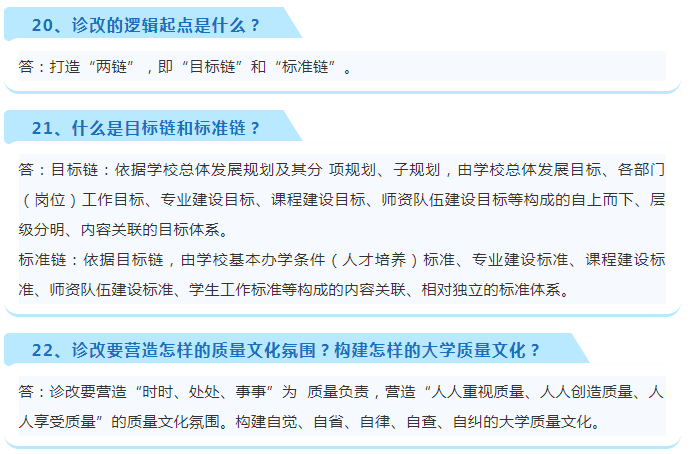 20、诊改的逻辑起点是什么？
答：打造“两链”，即“目标链”和“标准链”。
21、什么是目标链和标准链？
答：目标链：依据学校总体发展规划及其分 项规划、子规划，由学校总体发展目标、各部门
（岗位）工作目标、专业建设目标、课程建设目标、师资队伍建设目标等构成的自上而下、层
级分明、内容关联的目标体系。
标准链：依据目标链，由学校基本办学条件（人才培养）标准、专业建设标准、课程建设标
准、师资队伍建设标准、学生工作标准等构成的内容关联、相对独立的标准体系。
22、诊改要营造怎样的质量文化氛围？构建怎样的大学质量文化？
答：诊改要营造“时时、处处、事事”为  质量负责，营造“人人重视质量、人人创造质量、人
人享受质量”的质量文化氛围。构建自觉、自省、自律、自查、自纠的大学质量文化。